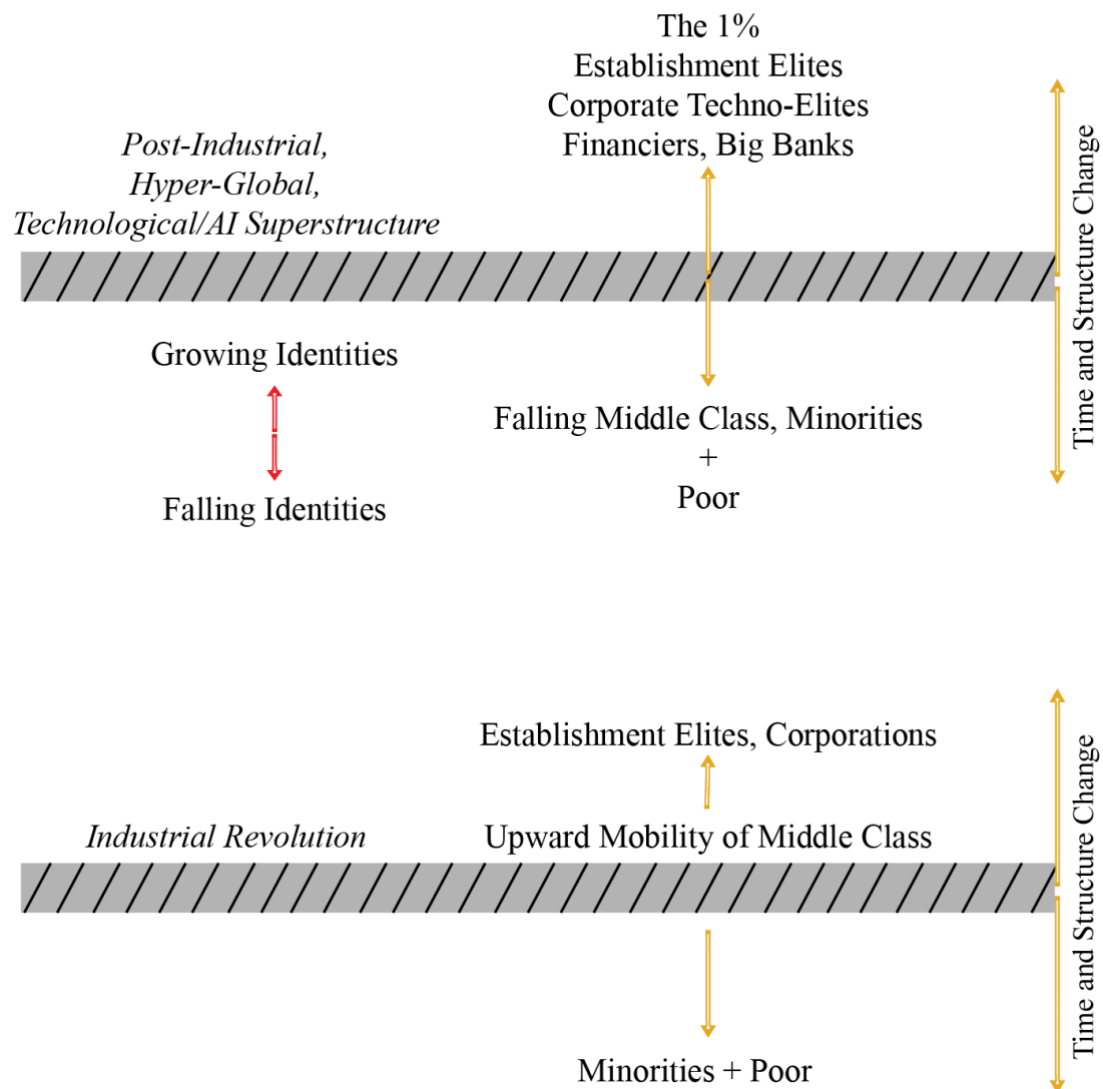 The 1%
Establishment Elites
Corporate Techno-Elites
Financiers, Big Banks
Post-Industrial,
Hyper-Global,
Technological/AI Superstructure
Time and Structure Change
Growing Identities
Falling Identities
Falling Middle Class, Minorities
+
Poor
Establishment Elites, Corporations
Industrial Revolution
Upward Mobility of Middle Class
Time and Structure Change
Minorities + Poor